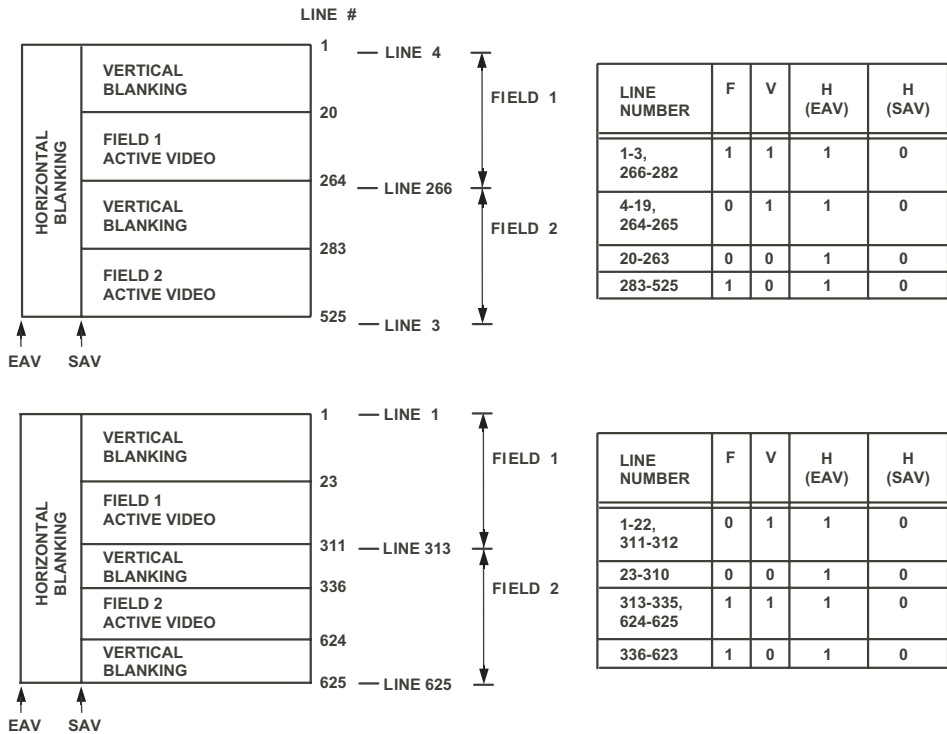 LINE #
1
LINE 4
VERTICAL
BLANKING
FIELD 1
20
FIELD 1
ACTIVE VIDEO
264
LINE 266
HORIZONTAL
BLANKING
VERTICAL
BLANKING
FIELD 2
283
FIELD 2
ACTIVE VIDEO
525
LINE 3
EAV SAV
LINE
NUMBER F V H
(EAV) H
(SAV)
1-3,
266-282 1 1 1 0
4-19,
264-265 0 1 1 0
20-263 0 0 1 0
283-525 1 0 1 0
1
LINE 1
VERTICAL
BLANKING
FIELD 1
23
FIELD 1
ACTIVE VIDEO
311
LINE 313
HORIZONTAL
BLANKING
VERTICAL
BLANKING
336
FIELD 2
FIELD 2
ACTIVE VIDEO
624
VERTICAL
BLANKING
625
LINE 625
EAV SAV
LINE
NUMBER F V H
(EAV) H
(SAV)
1-22,
311-312 0 1 1 0
23-310 0 0 1 0
313-335,
624-625 1 1 1 0
336-623 1 0 1 0